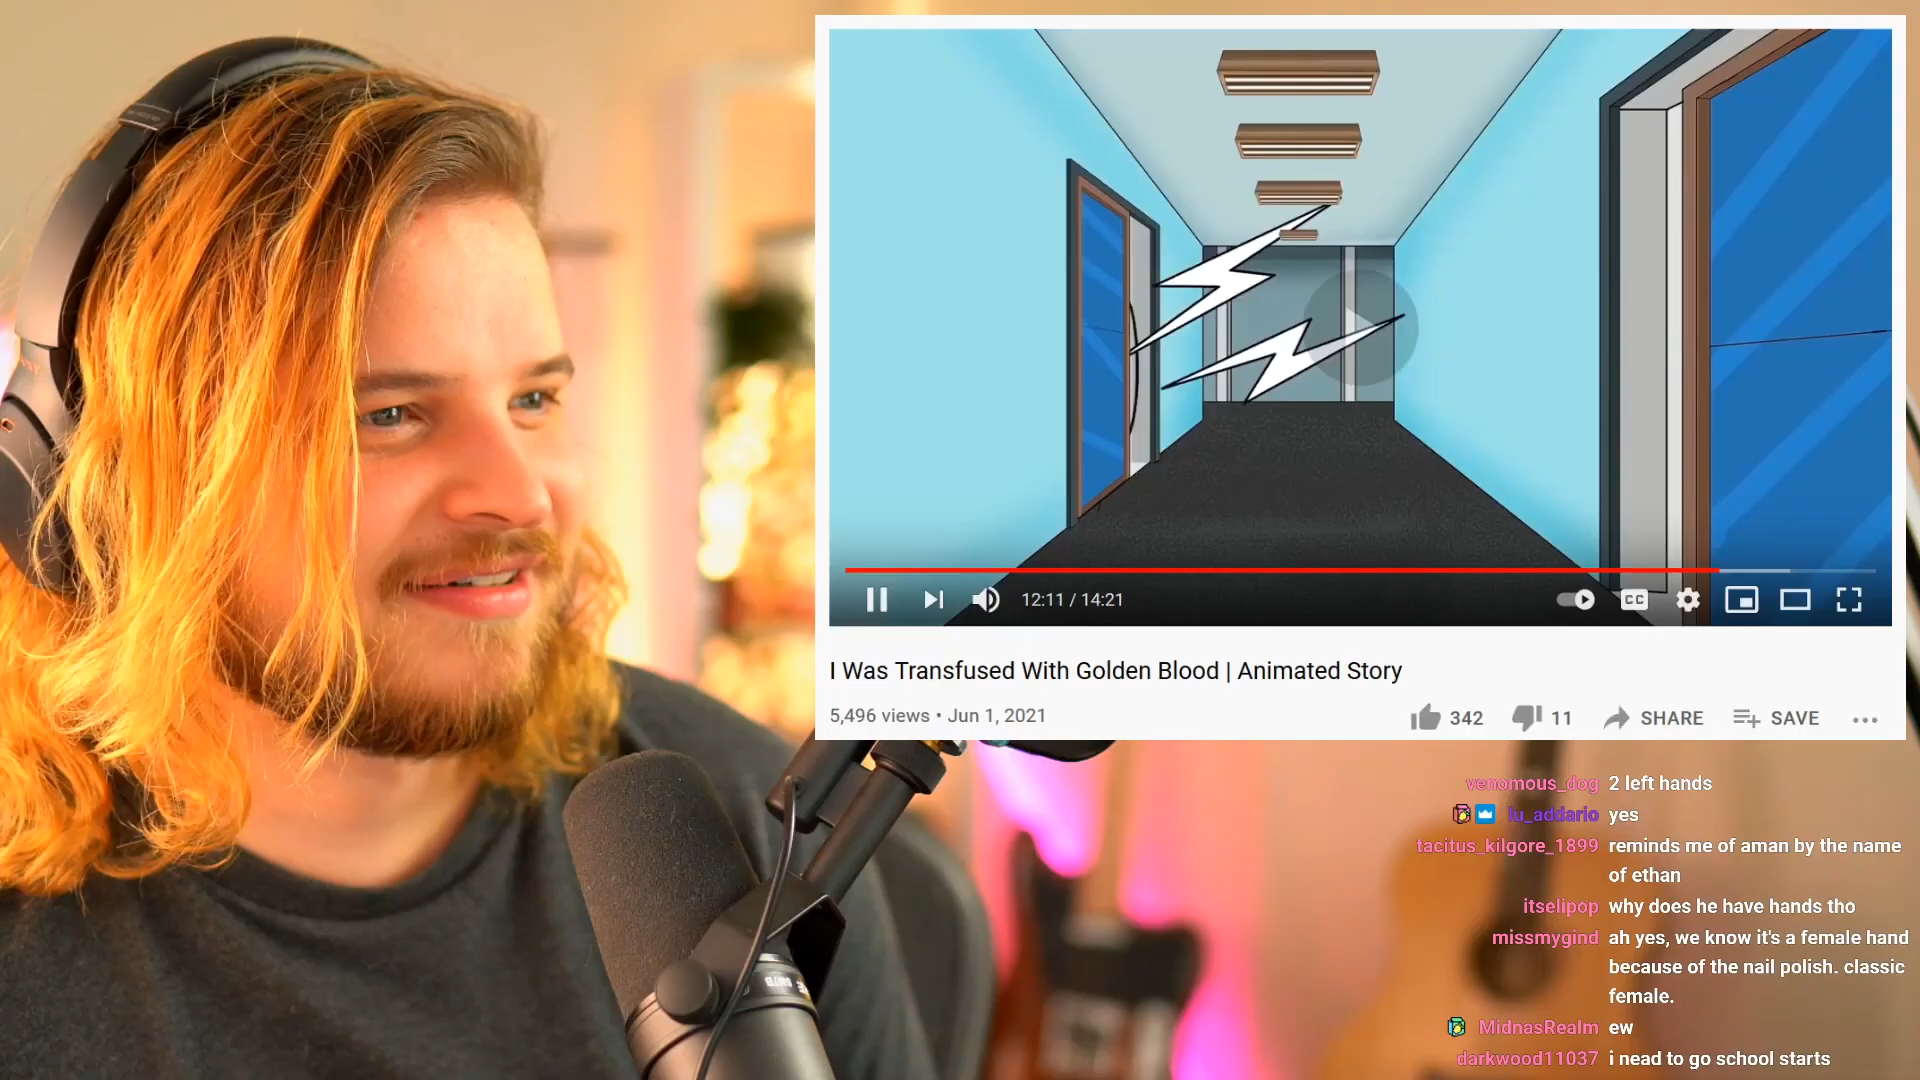 12:11 / 14:21
CC
I Was Transfused With Golden Blood | Animated Story
5,496 views • Jun 1, 2021
342
11
SHARE
SAVE
venomous_dog 2 left hands
lu_addario yes
tacitus_kilgore_1899 reminds me of aman by the name
of ethan
itselipop why does he have hands tho
missmygind ah yes, we know it's a female hand
because of the nail polish. classic
female.
MidnasRealm ew
darkwood11037 i nead to go school starts